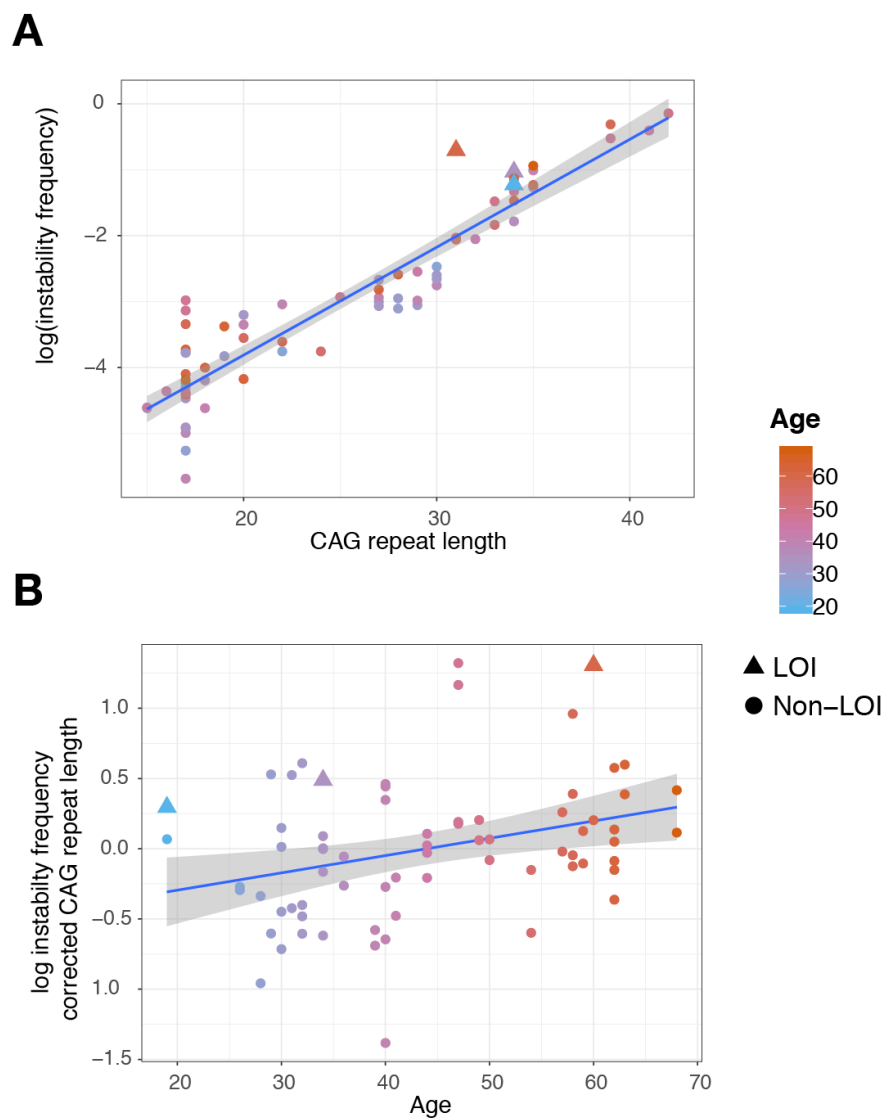 A
log(instability frequency)
0
−2
−4
20
30
40
CAG repeat length
Age
60
50
40
30
20
LOI
Non−LOI
B
log instabilty frequency
corrected CAG repeat length
1.0
0.5
0.0
−0.5
1.0
−1.5
20
30
40
50
60
70
Age